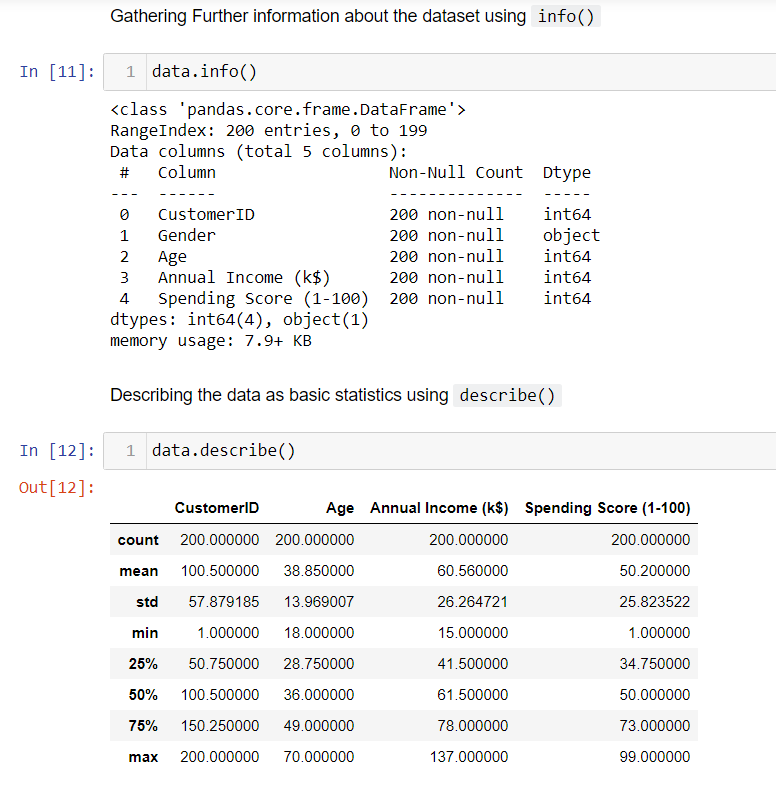 Gathering Further information about the dataset using info()
In [11]: 1 data.info()
<class 'pandas.core.frame.DataFrame'>
RangeIndex: 200 entries, 0 to 199
Data columns (total 5 columns):
 #   Column                  Non-Null Count  Dtype
---  ------                  --------------  -----
 0   CustomerID              200 non-null    int64
 1   Gender                  200 non-null    object
 2   Age                     200 non-null    int64
 3   Annual Income (k$)      200 non-null    int64
 4   Spending Score (1-100)  200 non-null    int64
dtypes: int64(4), object(1)
memory usage: 7.9+ KB
Describing the data as basic statistics using describe()
In [12]: 1 data.describe()
Out[12]:
CustomerID Age Annual Income (k$) Spending Score (1-100)
count 200.000000 200.000000 200.000000 200.000000
mean 100.500000 38.850000 60.560000 50.200000
std 57.879185 13.969007 26.264721 25.823522
min 1.000000 18.000000 15.000000 1.000000
25% 50.750000 28.750000 41.500000 34.750000
50% 100.500000 36.000000 61.500000 50.000000
75% 150.250000 49.000000 78.000000 73.000000
max 200.000000 70.000000 137.000000 99.000000